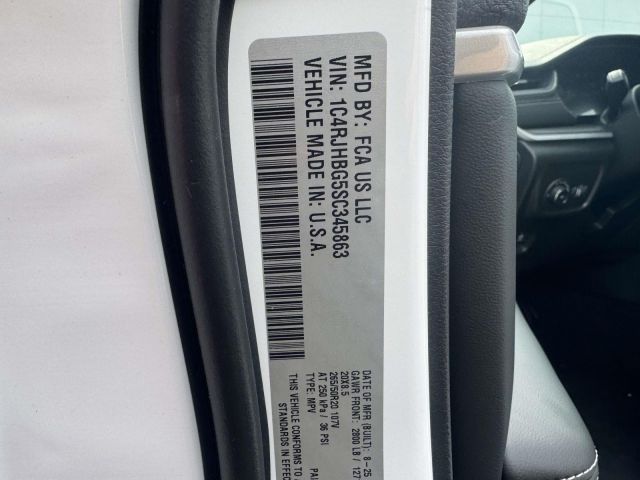 MFD BY: FCA US LLC
VIN: 1C4RJHBG5SC345863
VEHICLE MADE IN: U.S.A.
DATE OF MFR (BUILT): 8-25
GAWR FRONT: 2800 LB / 127
20X8.5
265/50R20 107V
AT 250 kPa / 36 PSI
TYPE: MPV
THIS VEHICLE CONFORMS TO
STANDARDS IN EFFEC